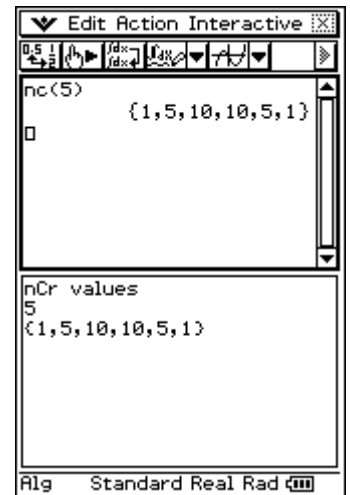 Edit Action Interactive
nc(5)
{1,5,10,10,5,1}
nCr values
5
{1,5,10,10,5,1}
Alg Standard Real Rad